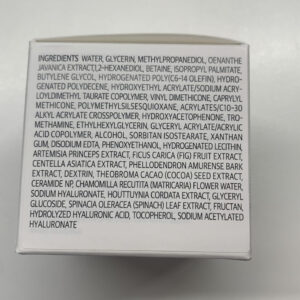 INGREDIENTS WATER, GLYCERIN, METHYLPROPANEDIOL, OENANTHE
JAVANICA EXTRACT,1,2-HEXANEDIOL, BETAINE, ISOPROPYL PALMITATE,
BUTYLENE GLYCOL, HYDROGENATED POLY(C6-14 OLEFIN), HYDRO-
GENATED POLYDECENE, HYDROXYETHYL ACRYLATE/SODIUM ACRY-
LOYLDIMETHYL TAURATE COPOLYMER, VINYL DIMETHICONE, CAPRYLYL
METHICONE, POLYMETHYLSILSESQUIOXANE, ACRYLATES/C10-30
ALKYL ACRYLATE CROSSPOLYMER, HYDROXYACETOPHENONE, TRO-
METHAMINE, ETHYLHEXYLGLYCERIN, GLYCERYL ACRYLATE/ACRYLIC
ACID COPOLYMER, ALCOHOL, SORBITAN ISOSTEARATE, XANTHAN
GUM, DISODIUM EDTA, PHENOXYETHANOL, HYDROGENATED LECITHIN,
ARTEMISIA PRINCEPS EXTRACT, FICUS CARICA (FIG) FRUIT EXTRACT,
CENTELLA ASIATICA EXTRACT, PHELLODENDRON AMURENSE BARK
EXTRACT, DEXTRIN, THEOBROMA CACAO (COCOA) SEED EXTRACT,
CERAMIDE NP, CHAMOMILLA RECUTITA (MATRICARIA) FLOWER WATER,
SODIUM HYALURONATE, HOUTTUYNIA CORDATA EXTRACT, GLYCERYL
GLUCOSIDE, SPINACIA OLERACEA (SPINACH) LEAF EXTRACT, FRUCTAN,
HYDROLYZED HYALURONIC ACID, TOCOPHEROL, SODIUM ACETYLATED
HYALURONATE